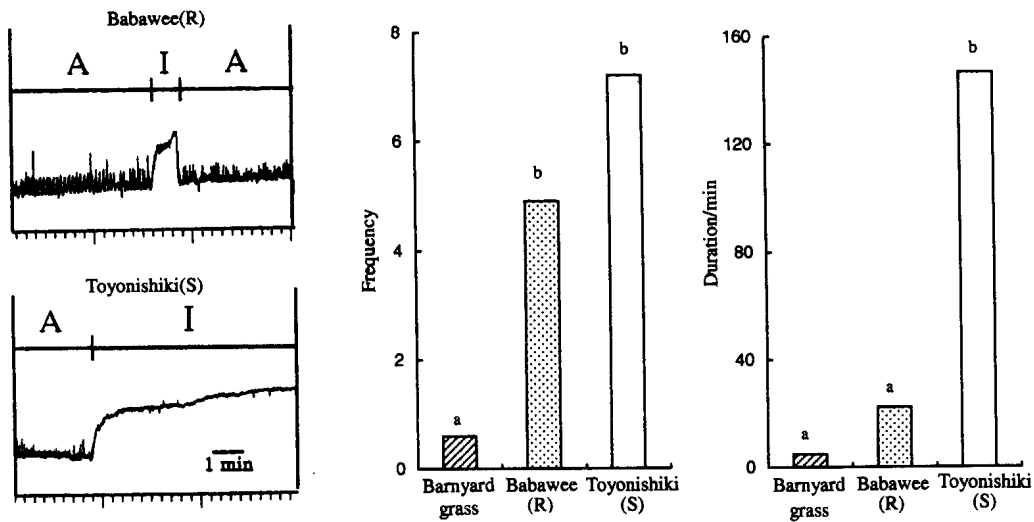 Babawee(R)
A I A
Toyonishiki(S)
A I
1 min
Frequency
8
6
4
2
0
a
b
b
Barnyard grass
Babawee (R)
Toyonishiki (S)
Duration/min
160
120
80
40
0
a
a
b
Barnyard grass
Babawee (R)
Toyonishiki (S)